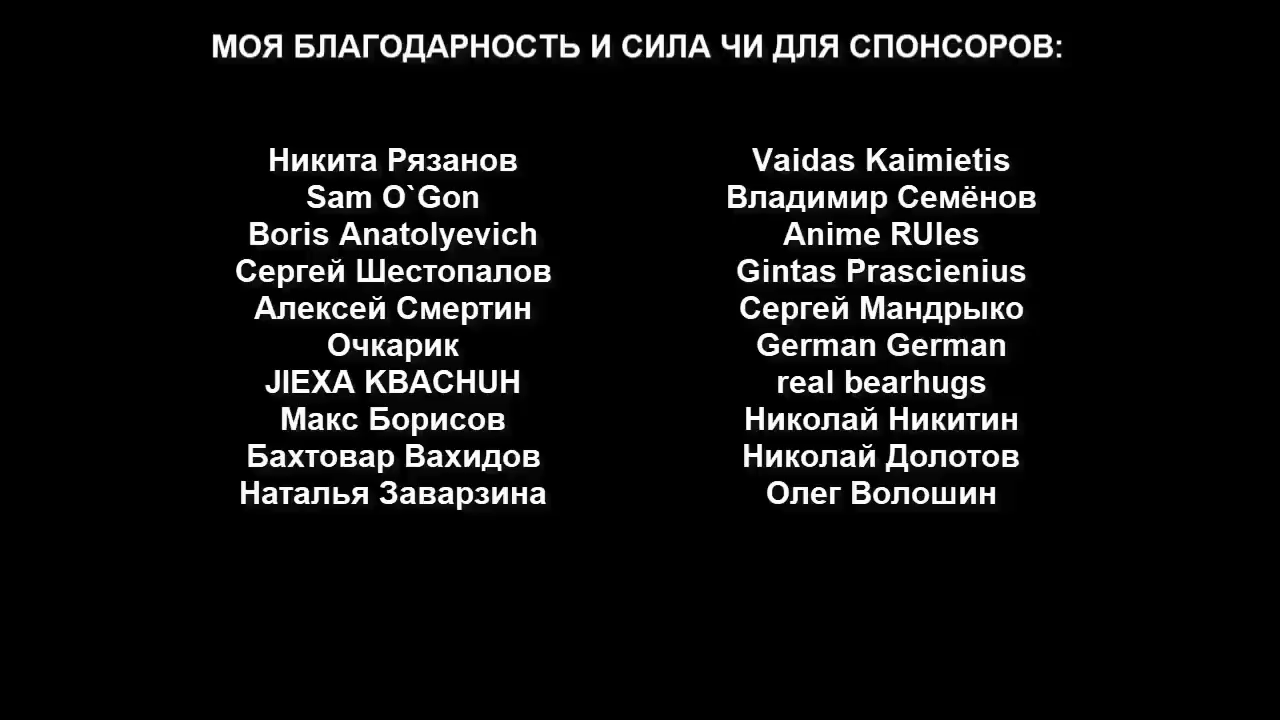 МОЯ БЛАГОДАРНОСТЬ И СИЛА ЧИ ДЛЯ СПОНСОРОВ:
Никита Рязанов
Sam O`Gon
Boris Anatolyevich
Сергей Шестопалов
Алексей Смертин
Очкарик
JIEXA KBACHUH
Макс Борисов
Бахтовар Вахидов
Наталья Заварзина
Vaidas Kaimietis
Владимир Семёнов
Anime RUles
Gintas Prascienius
Сергей Мандрыко
German German
real bearhugs
Николай Никитин
Николай Долотов
Олег Волошин